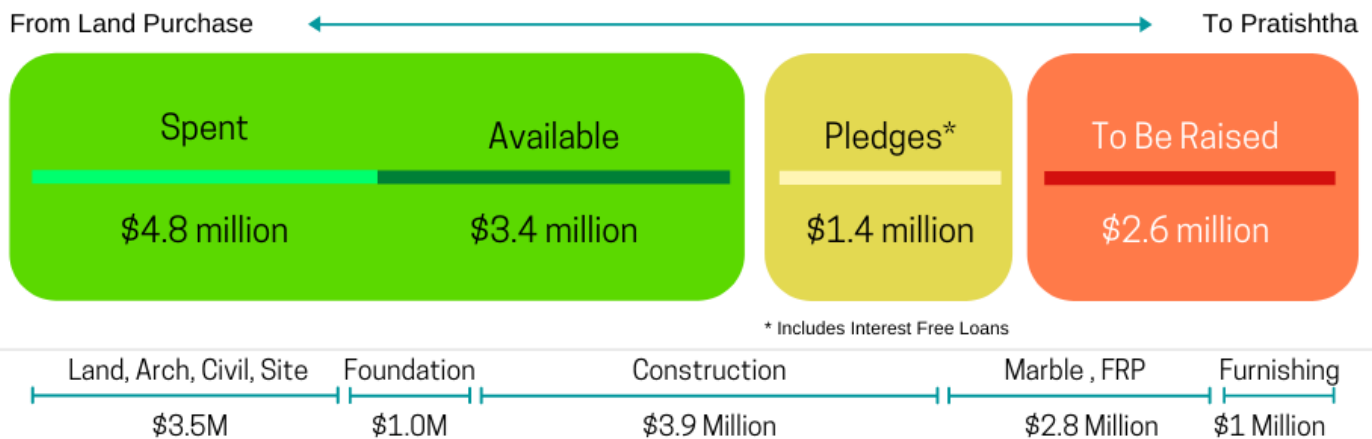 From Land Purchase
To Pratishtha
Spent
Available
Pledges*
To Be Raised
$4.8 million
$3.4 million
$1.4 million
$2.6 million
* Includes Interest Free Loans
Land, Arch, Civil, Site
Foundation
Construction
Marble , FRP
Furnishing
$3.5M
$1.0M
$3.9 Million
$2.8 Million
$1 Million